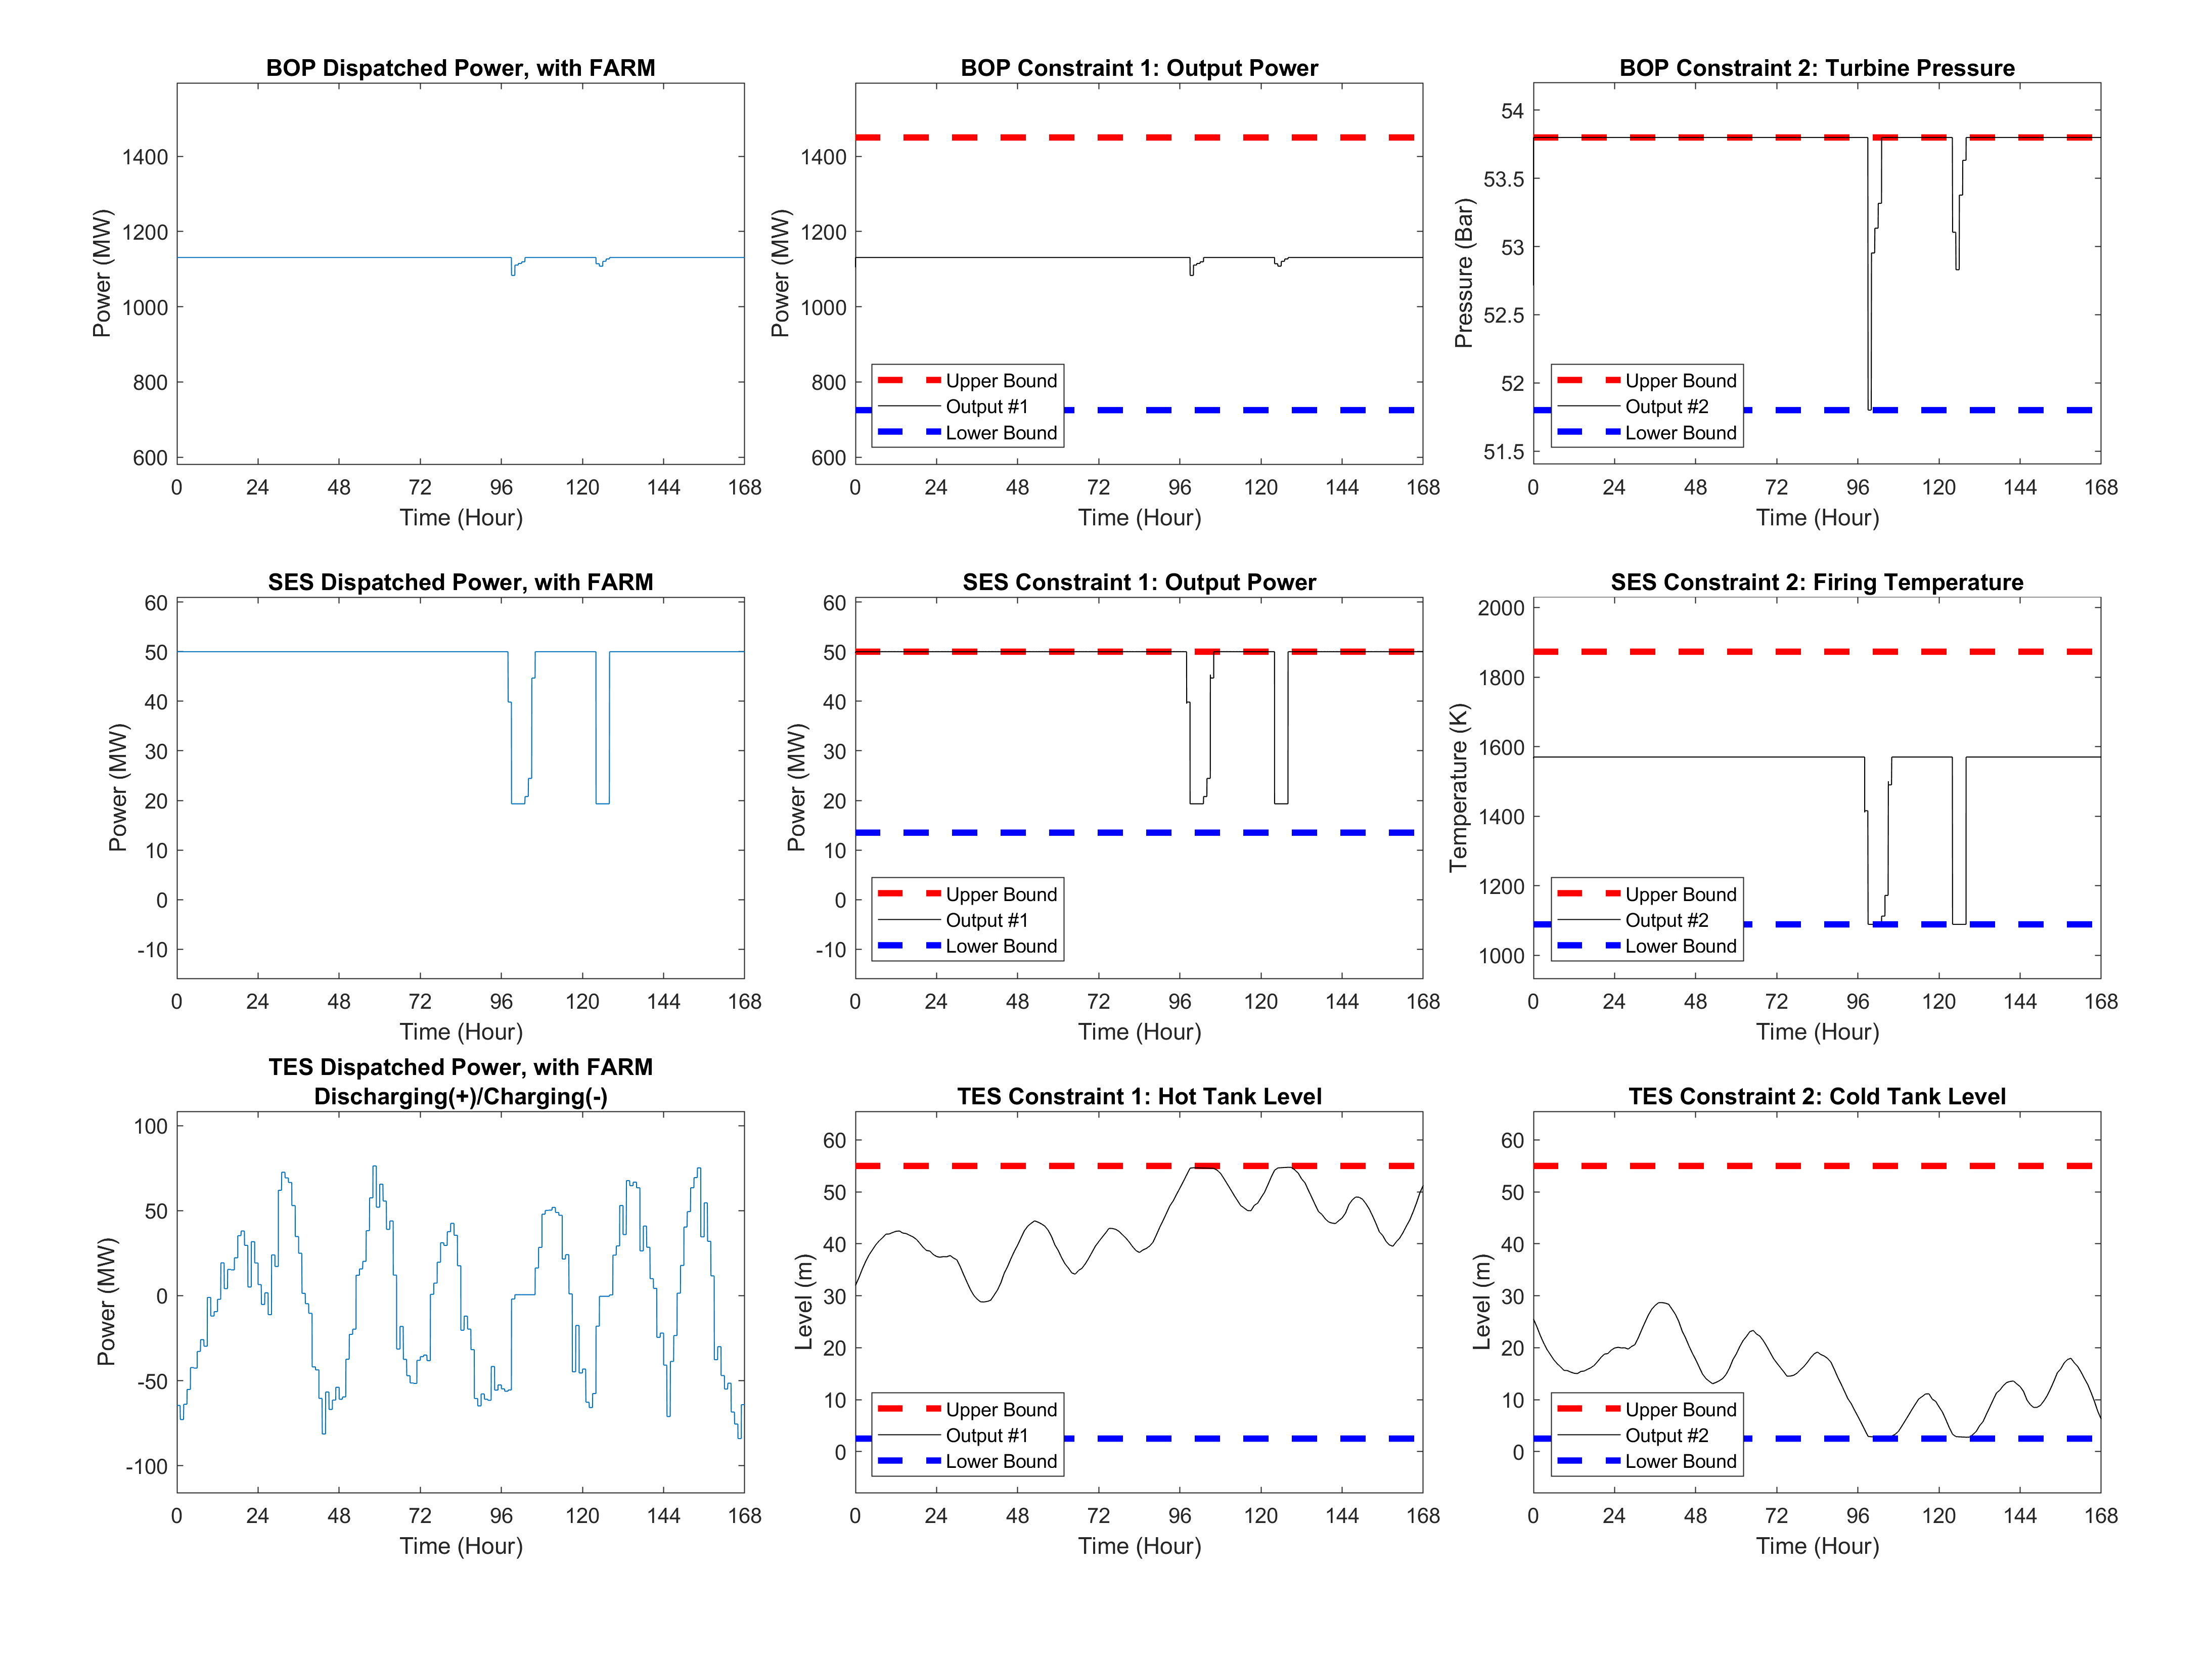 BOP Dispatched Power, with FARM
1400
1200
1000
800
600
Power (MW)
0 24 48 72 96 120 144 168
Time (Hour)
BOP Constraint 1: Output Power
1400
1200
1000
800
600
Power (MW)
Upper Bound
Output #1
Lower Bound
0 24 48 72 96 120 144 168
Time (Hour)
BOP Constraint 2: Turbine Pressure
54
53.5
53
52.5
52
51.5
Pressure (Bar)
Upper Bound
Output #2
Lower Bound
0 24 48 72 96 120 144 168
Time (Hour)
SES Dispatched Power, with FARM
60
50
40
30
20
10
0
-10
Power (MW)
0 24 48 72 96 120 144 168
Time (Hour)
SES Constraint 1: Output Power
60
50
40
30
20
10
0
-10
Power (MW)
Upper Bound
Output #1
Lower Bound
0 24 48 72 96 120 144 168
Time (Hour)
SES Constraint 2: Firing Temperature
2000
1800
1600
1400
1200
1000
Temperature (K)
Upper Bound
Output #2
Lower Bound
0 24 48 72 96 120 144 168
Time (Hour)
TES Dispatched Power, with FARM
Discharging(+)/Charging(-)
100
50
0
-50
-100
Power (MW)
0 24 48 72 96 120 144 168
Time (Hour)
TES Constraint 1: Hot Tank Level
60
50
40
30
20
10
0
Level (m)
Upper Bound
Output #1
Lower Bound
0 24 48 72 96 120 144 168
Time (Hour)
TES Constraint 2: Cold Tank Level
60
50
40
30
20
10
0
Level (m)
Upper Bound
Output #2
Lower Bound
0 24 48 72 96 120 144 168
Time (Hour)